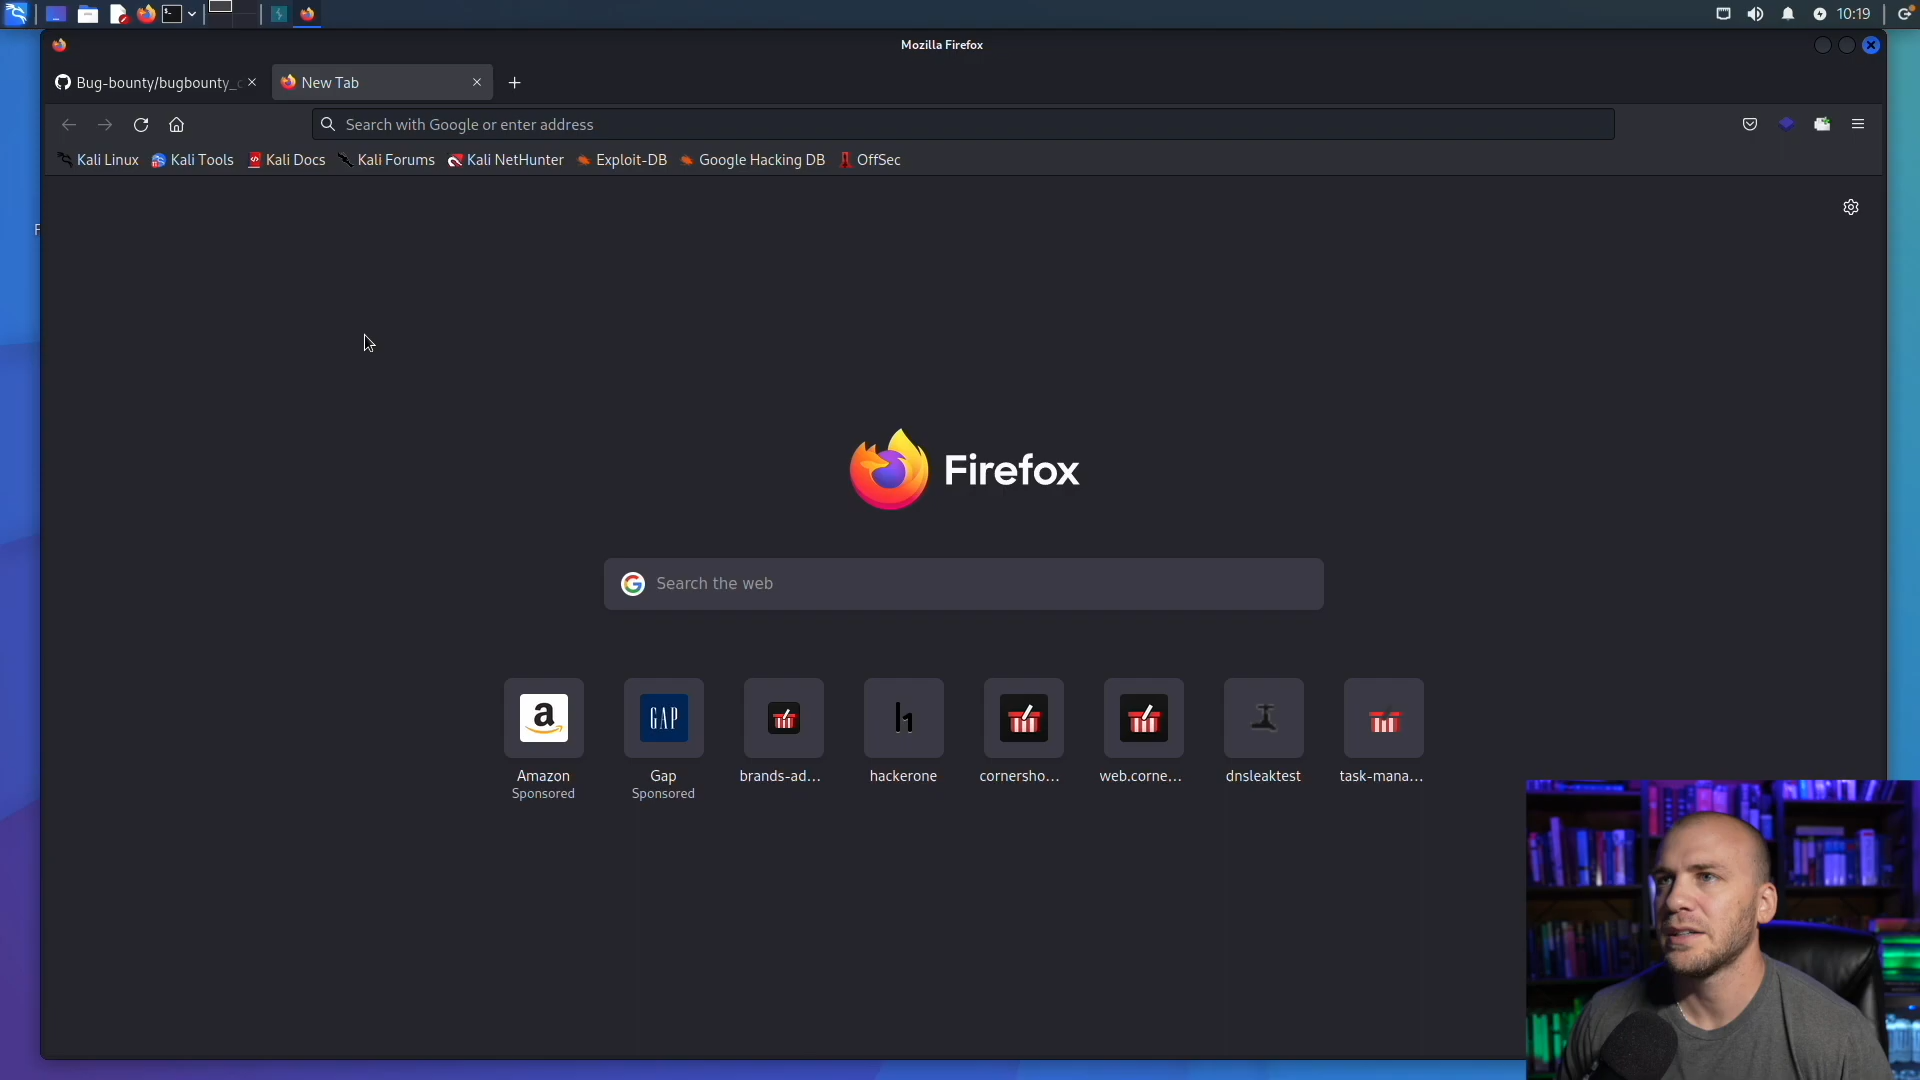 10:19
Mozilla Firefox
Bug-bounty/bugbounty_
New Tab
Search with Google or enter address
Kali Linux
Kali Tools
Kali Docs
Kali Forums
Kali NetHunter
Exploit-DB
Google Hacking DB
OffSec
Firefox
Search the web
a
GAP
h1
Amazon
Sponsored
Gap
Sponsored
brands-ad...
hackerone
cornersho...
web.corne...
dnsleaktest
task-mana...